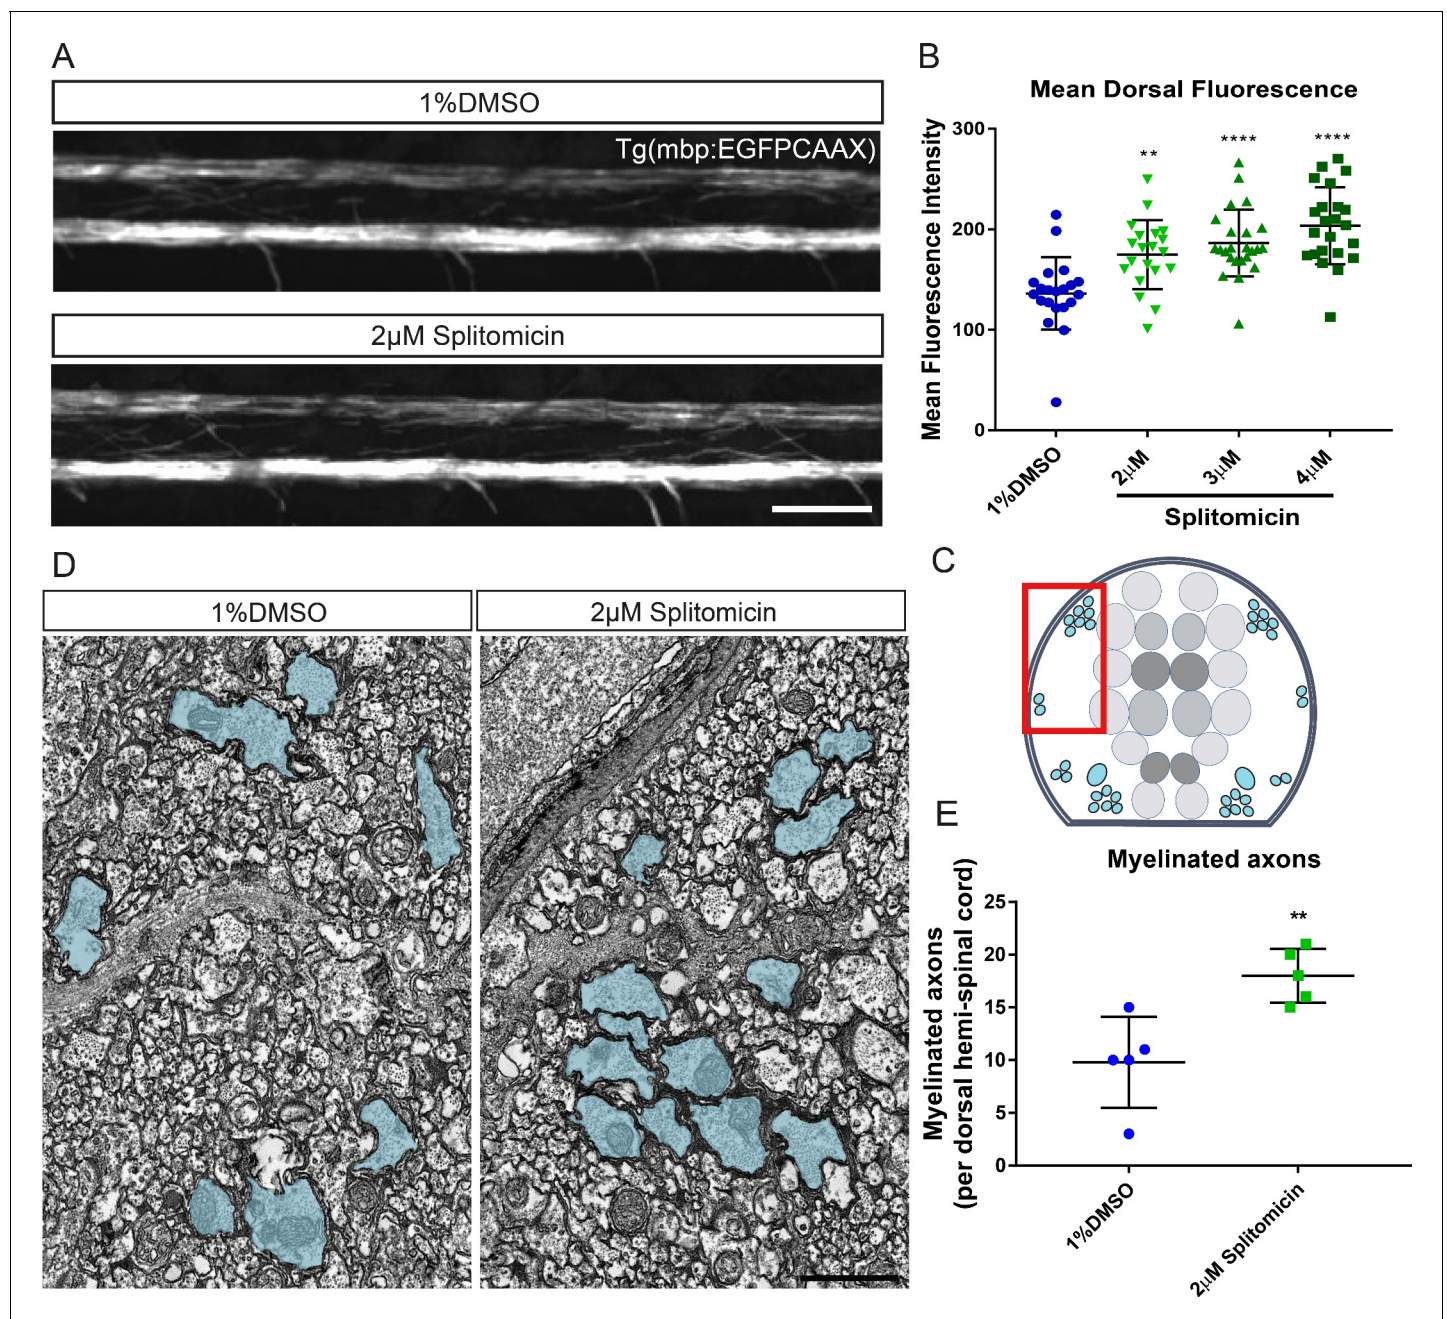 A
1%DMSO
Tg(mbp:EGFPCAAX)
2µM Splitomicin
B
Mean Dorsal Fluorescence
Mean Fluorescence Intensity
300
200
100
0
**
****
****
1%DMSO
2µM
3µM
4µM
Splitomicin
C
D
1%DMSO
2µM Splitomicin
E
Myelinated axons
Myelinated axons
(per dorsal hemi-spinal cord)
25
20
15
10
5
0
**
1%DMSO
2µM Splitomicin